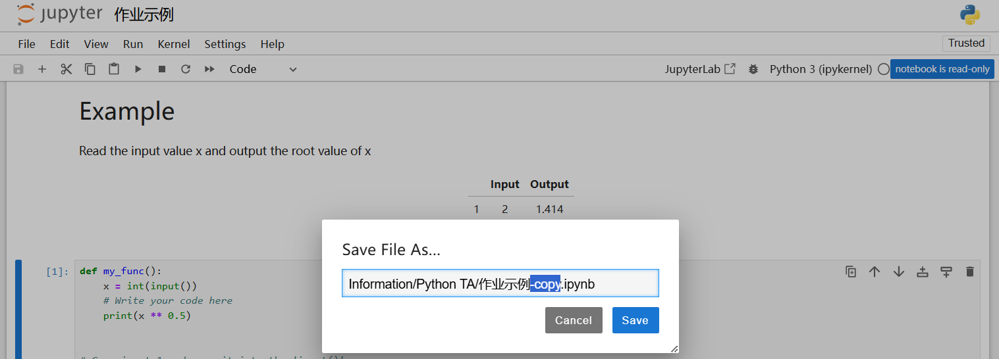 jupyter 作业示例
File Edit View Run Kernel Settings Help
Trusted
Code
JupyterLab
Python 3 (ipykernel)
notebook is read-only
Example
Read the input value x and output the root value of x
Input Output
1 2 1.414
Save File As...
Information/Python TA/作业示例-copy.ipynb
Cancel Save
[1]:
def my_func():
x = int(input())
# Write your code here
print(x ** 0.5)